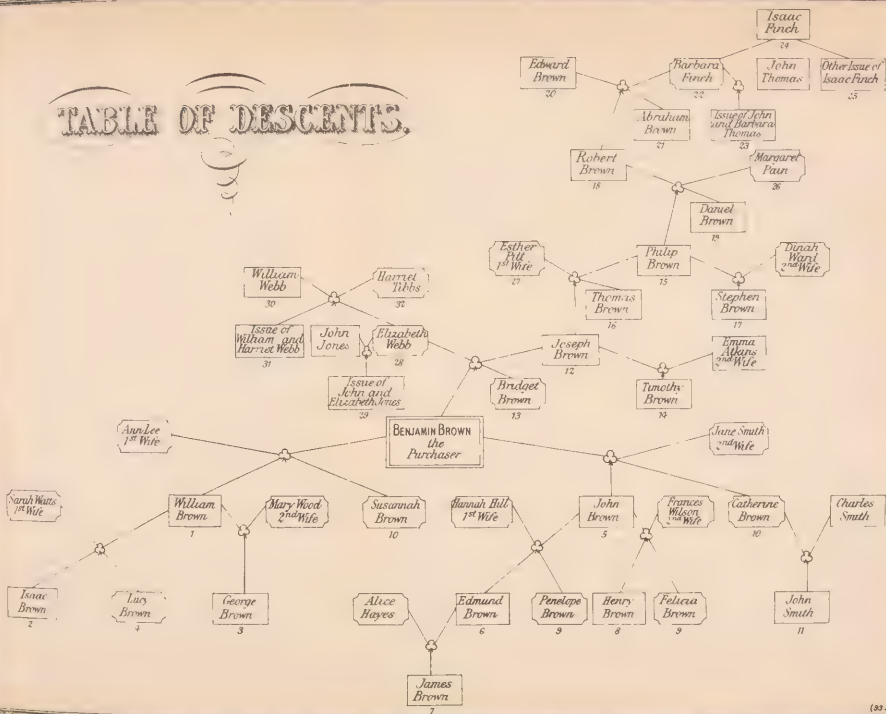 TABLE OF DESCENTS.
Isaac
Finch
24
Edward
Brown
20
Barbara
Finch
22
John
Thomas
Other Issue of
Isaac Finch
25
Abraham
Brown
21
Issue of John
and Barbara
Thomas
23
Robert
Brown
18
Margaret
Pain
26
Daniel
Brown
19
Esther
Pitt
1st Wife
27
Philip
Brown
15
Dinah
Ward
2nd Wife
Thomas
Brown
16
Stephen
Brown
17
William
Webb
30
Harriet
Tibbs
32
Issue of
William and
Harriet Webb
31
John
Jones
Elizabeth
Webb
28
Joseph
Brown
12
Emma
Atkins
2nd Wife
Issue of
John and
Elizabeth Jones
29
Bridget
Brown
13
Timothy
Brown
14
Ann Lee
1st Wife
BENJAMIN BROWN
the
Purchaser
Jane Smith
2nd Wife
Sarah Watts
1st Wife
William
Brown
1
Mary Wood
2nd Wife
Susannah
Brown
10
Hannah Hill
1st Wife
John
Brown
5
Frances
Wilson
2nd Wife
Catherine
Brown
10
Charles
Smith
Isaac
Brown
2
Lucy
Brown
4
George
Brown
3
Alice
Hayes
Edmund
Brown
6
Penelope
Brown
9
Henry
Brown
8
Felicia
Brown
9
John
Smith
11
James
Brown
7